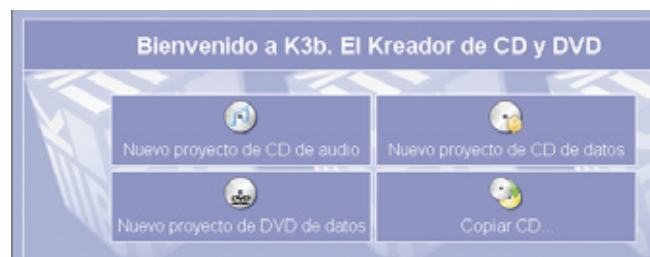 Bienvenido a K3b. El Kreador de CD y DVD
Nuevo proyecto de CD de audio
Nuevo proyecto de CD de datos
Nuevo proyecto de DVD de datos
Copiar CD...